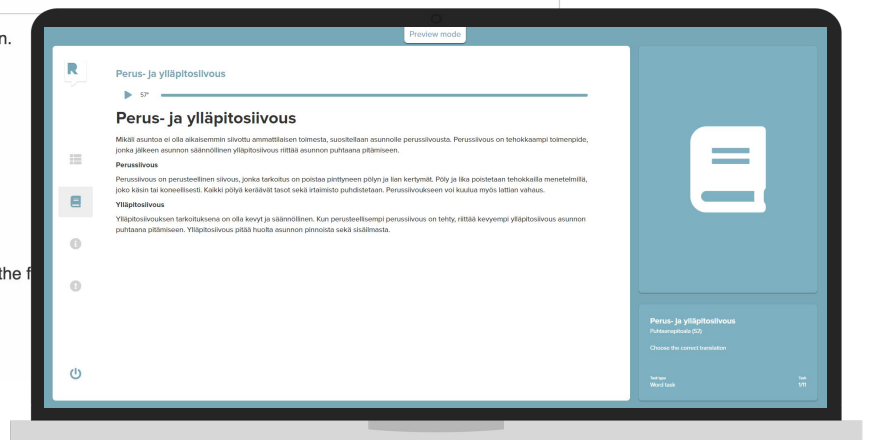 n.
the f
Preview mode
R
Perus- ja ylläpitosiivous
57"
Perus- ja ylläpitosiivous
Mikäli asuntoa ei olla aikaisemmin siivottu ammattilaisen toimesta, suositellaan asunnolle perussiivousta. Perussiivous on tehokkaampi toimenpide,
jonka jälkeen asunnon säännöllinen ylläpitosiivous riittää asunnon puhtaana pitämiseen.
Perussiivous
Perussiivous on perusteellinen siivous, jonka tarkoitus on poistaa pinttyneen pölyn ja lian kertymät. Pöly ja lika poistetaan tehokkailla menetelmillä,
joko käsin tai koneellisesti. Kaikki pölyä keräävät tasot sekä irtaimisto puhdistetaan. Perussiivoukseen voi kuulua myös lattian vahaus.
Ylläpitosiivous
Ylläpitosiivouksen tarkoituksena on olla kevyt ja säännöllinen. Kun perusteellisempi perussiivous on tehty, riittää kevyempi ylläpitosiivous asunnon
puhtaana pitämiseen. Ylläpitosiivous pitää huolta asunnon pinnoista sekä sisäilmasta.
Perus- ja ylläpitosiivous
Puhtaanapitoala (S2)
Choose the correct translation
Task type
Word task
Task
1/11